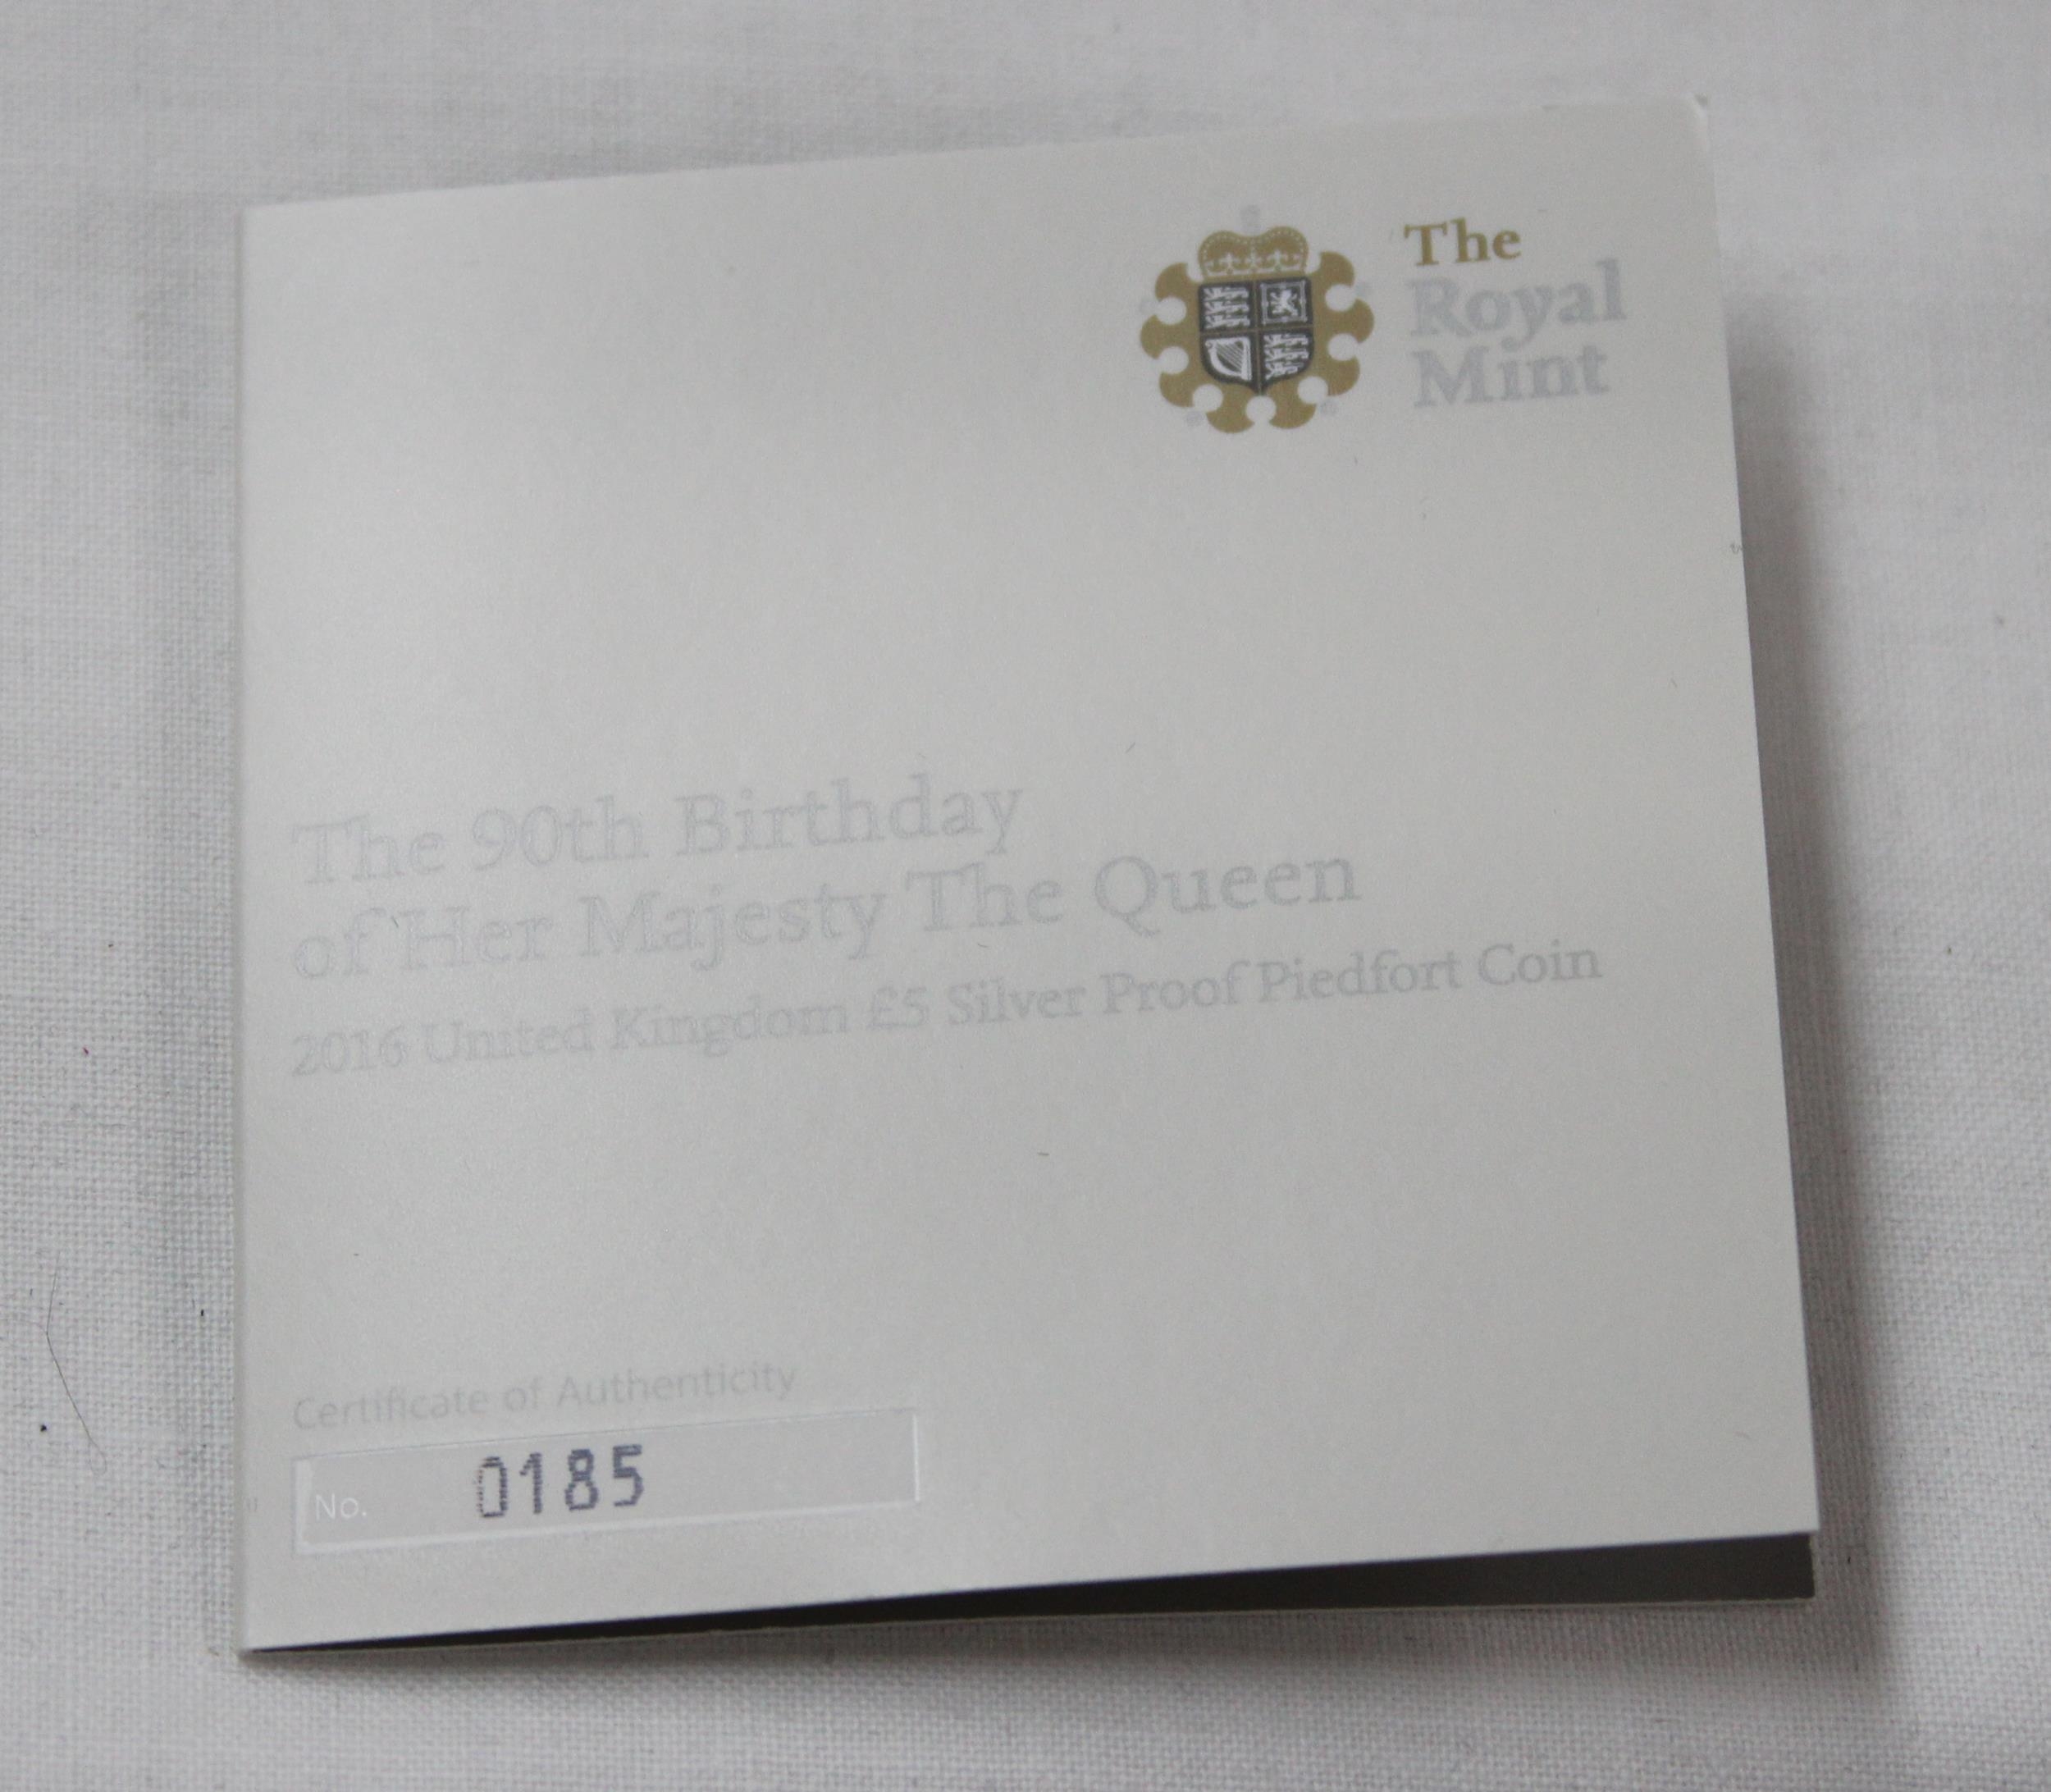 The
Royal
Mint
The 90th Birthday
of Her Majesty The Queen
2016 United Kingdom £5 Silver Proof Piedfort Coin
Certificate of Authenticity
No. 0185